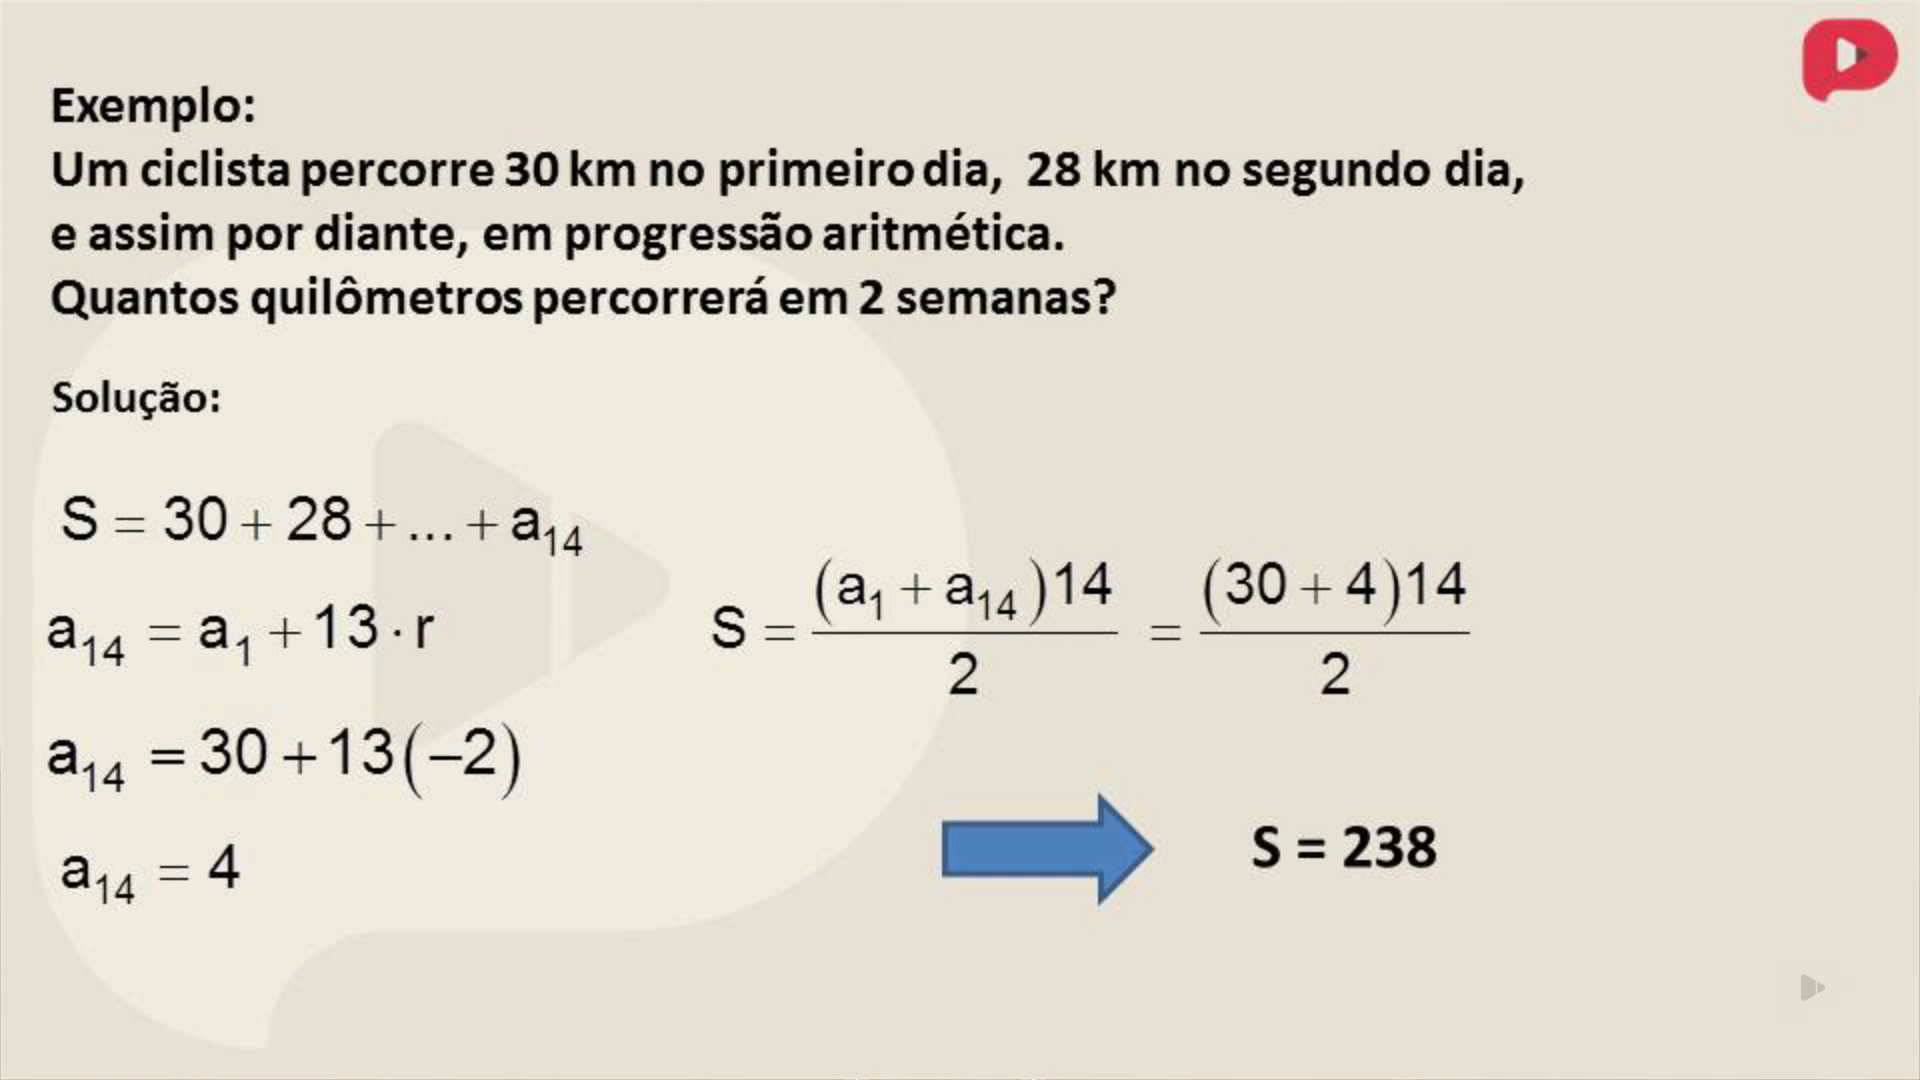 Exemplo:
Um ciclista percorre 30 km no primeiro dia, 28 km no segundo dia,
e assim por diante, em progressão aritmética.
Quantos quilômetros percorrerá em 2 semanas?
Solução:
S = 30 + 28 + ... + a₁₄
a₁₄ = a₁ + 13 · r
a₁₄ = 30 + 13(–2)
a₁₄ = 4
S = (a₁ + a₁₄)14 / 2 = (30 + 4)14 / 2
S = 238